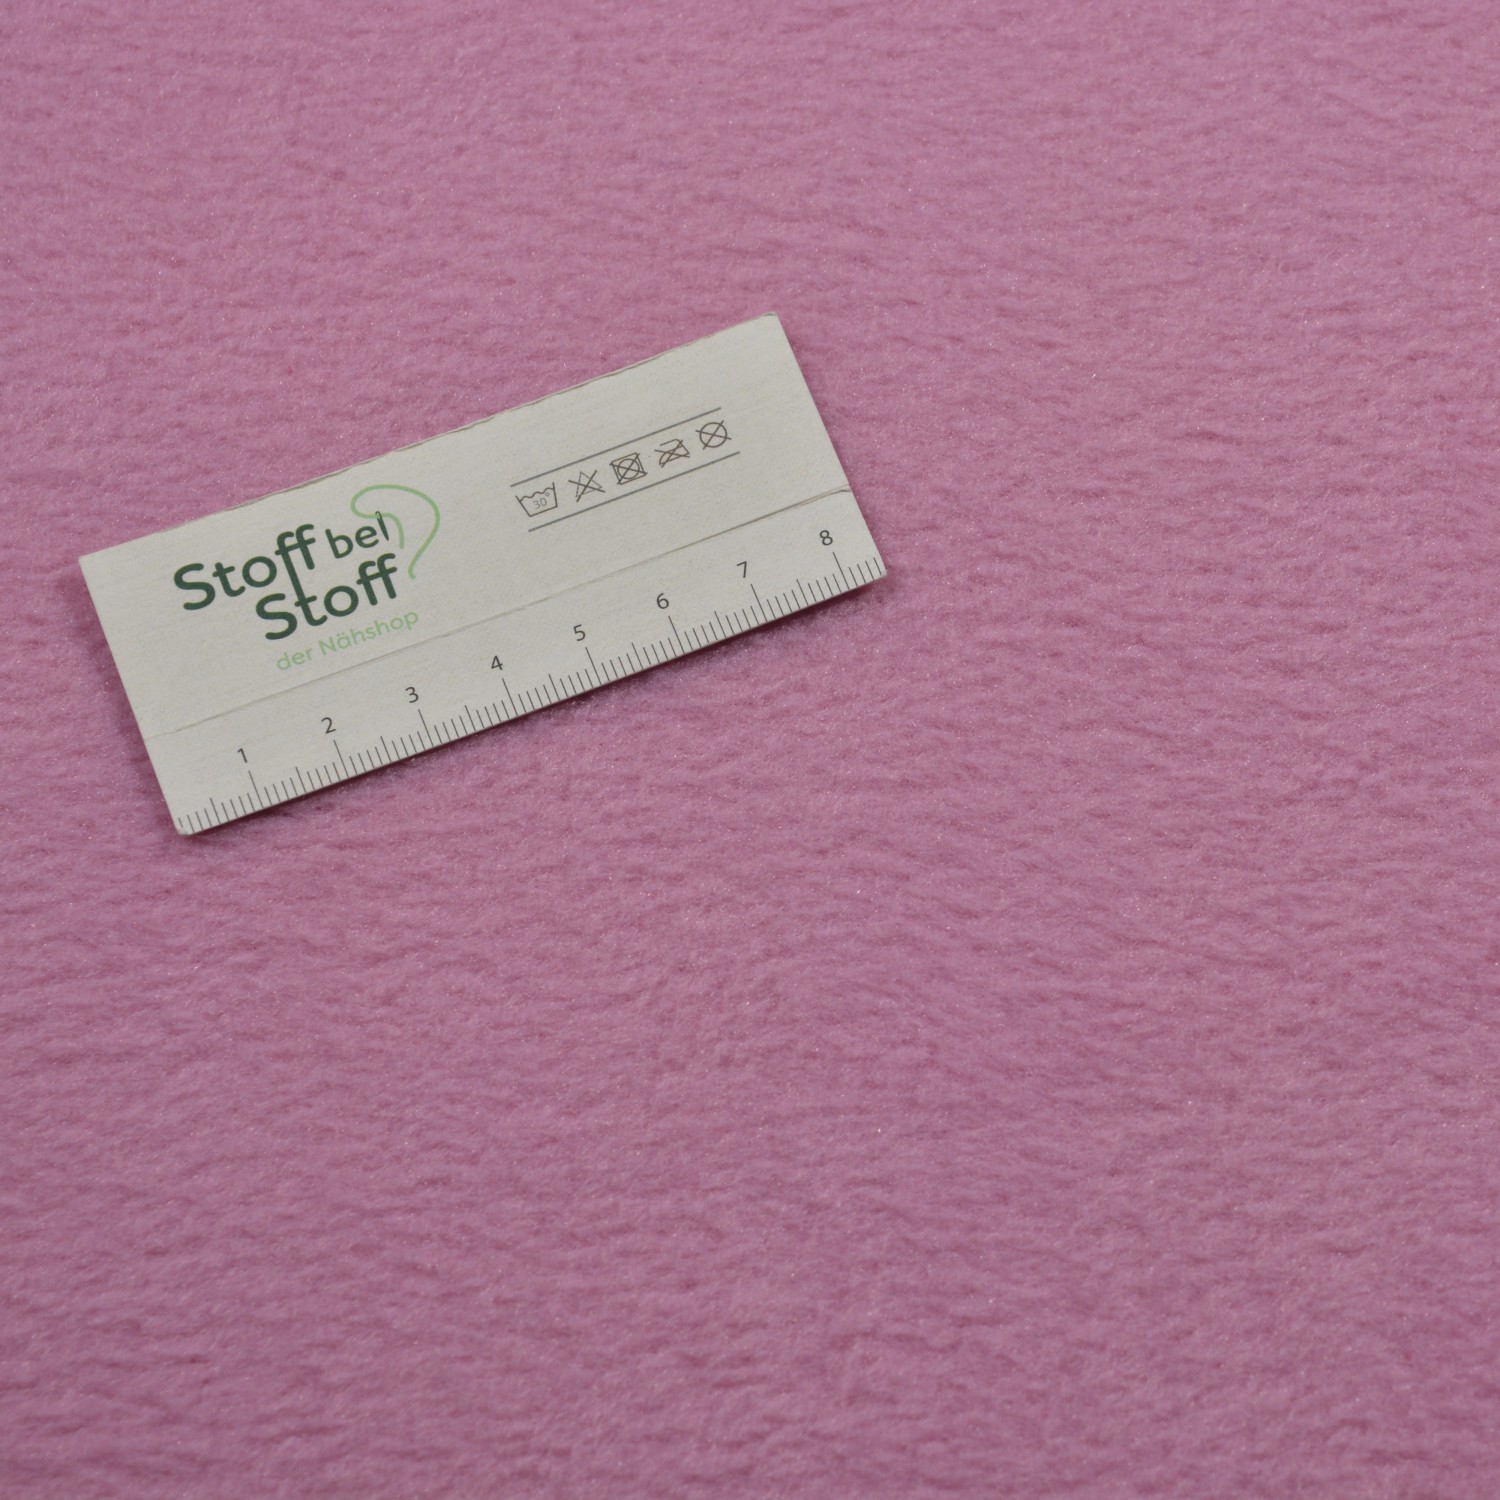 Stoff bei
Stoff
der Nähshop
30°
1 2 3 4 5 6 7 8